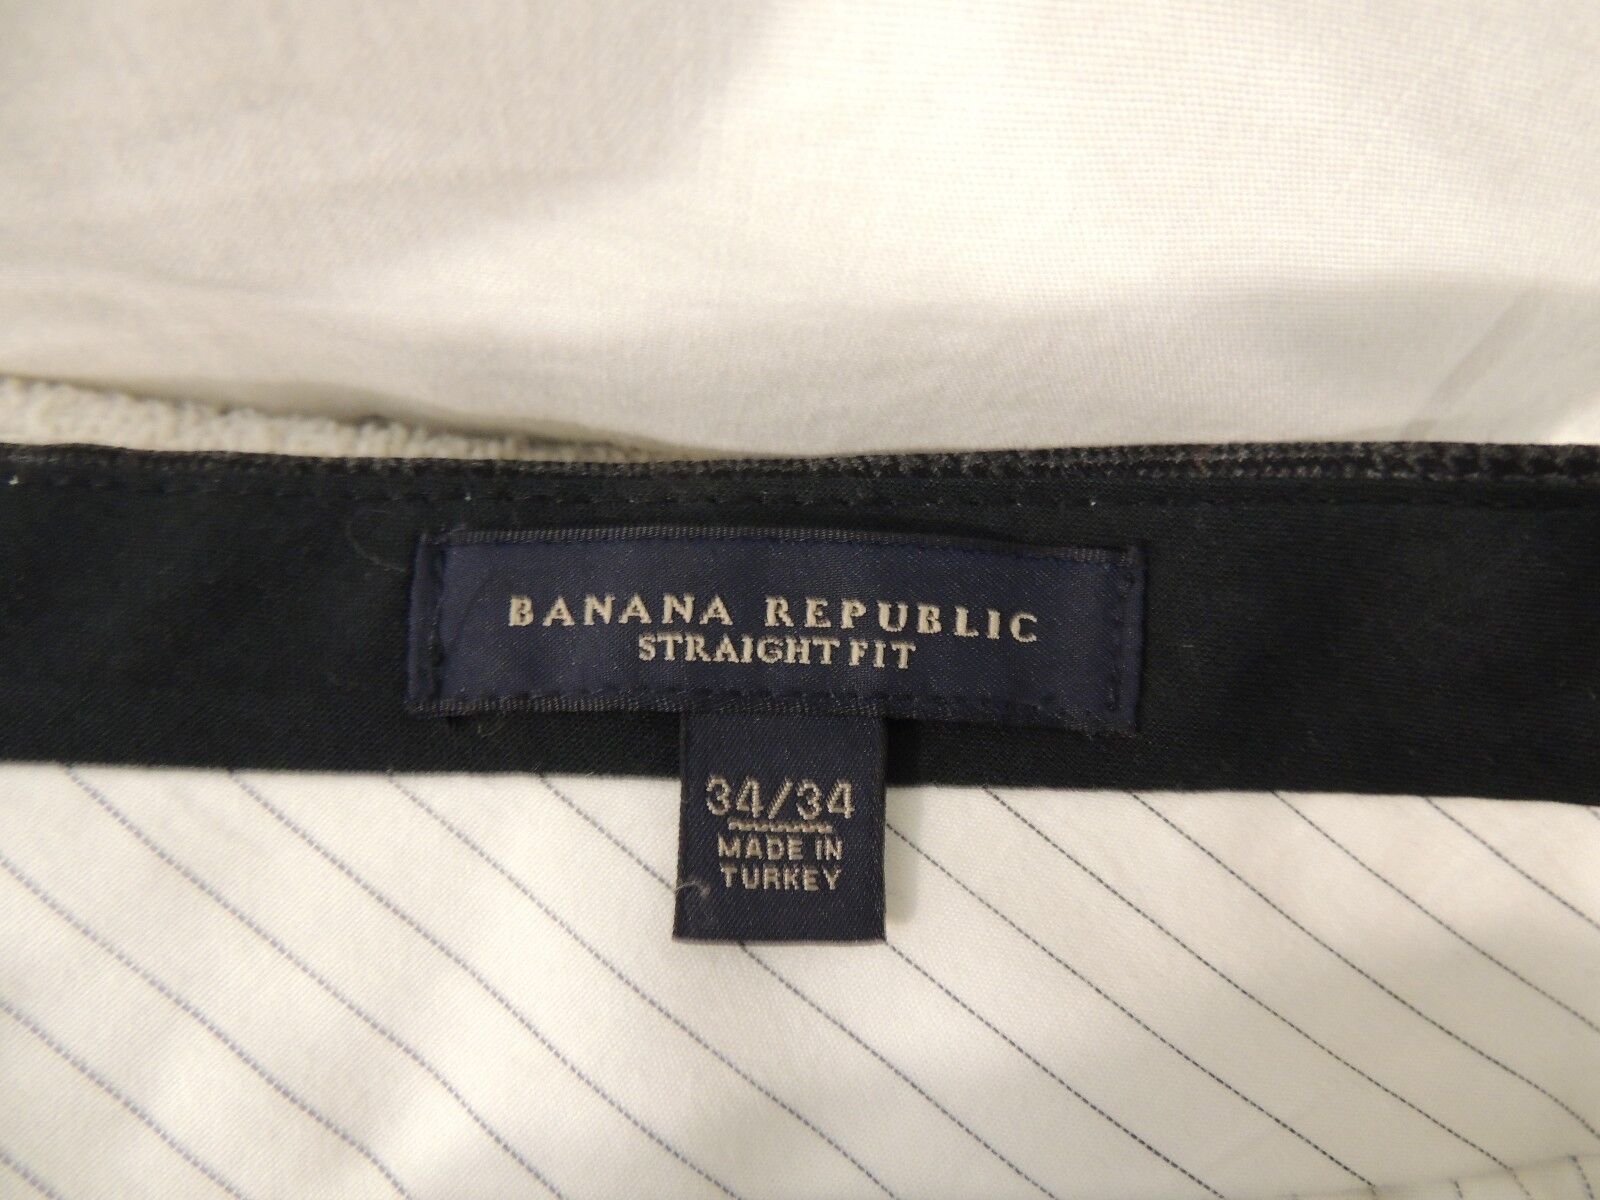 BANANA REPUBLIC
STRAIGHT FIT
34/34
MADE IN
TURKEY